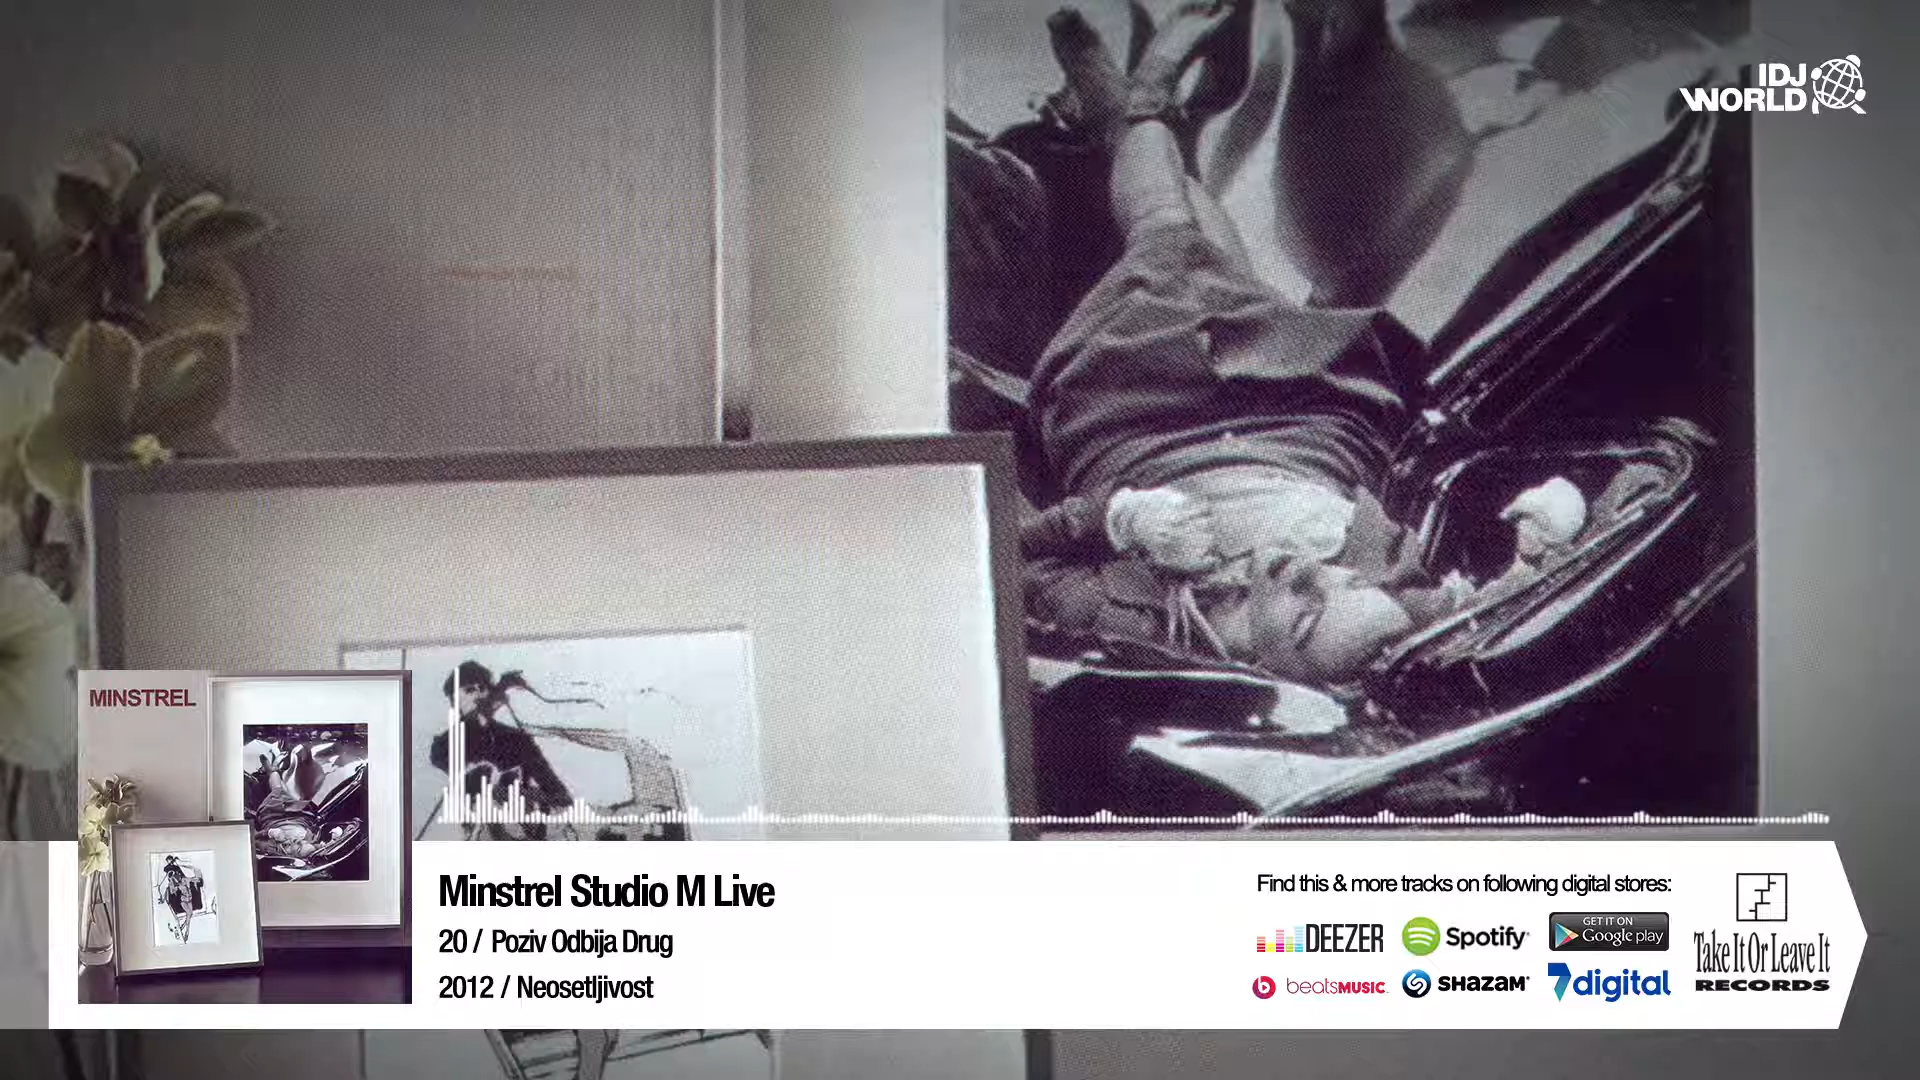 IDJ
WORLD
MINSTREL
Minstrel Studio M Live
20 / Poziv Odbija Drug
2012 / Neosetljivost
Find this & more tracks on following digital stores:
DEEZER
Spotify
GET IT ON
Google play
beatsMUSIC
SHAZAM
7digital
Take It Or Leave It
RECORDS